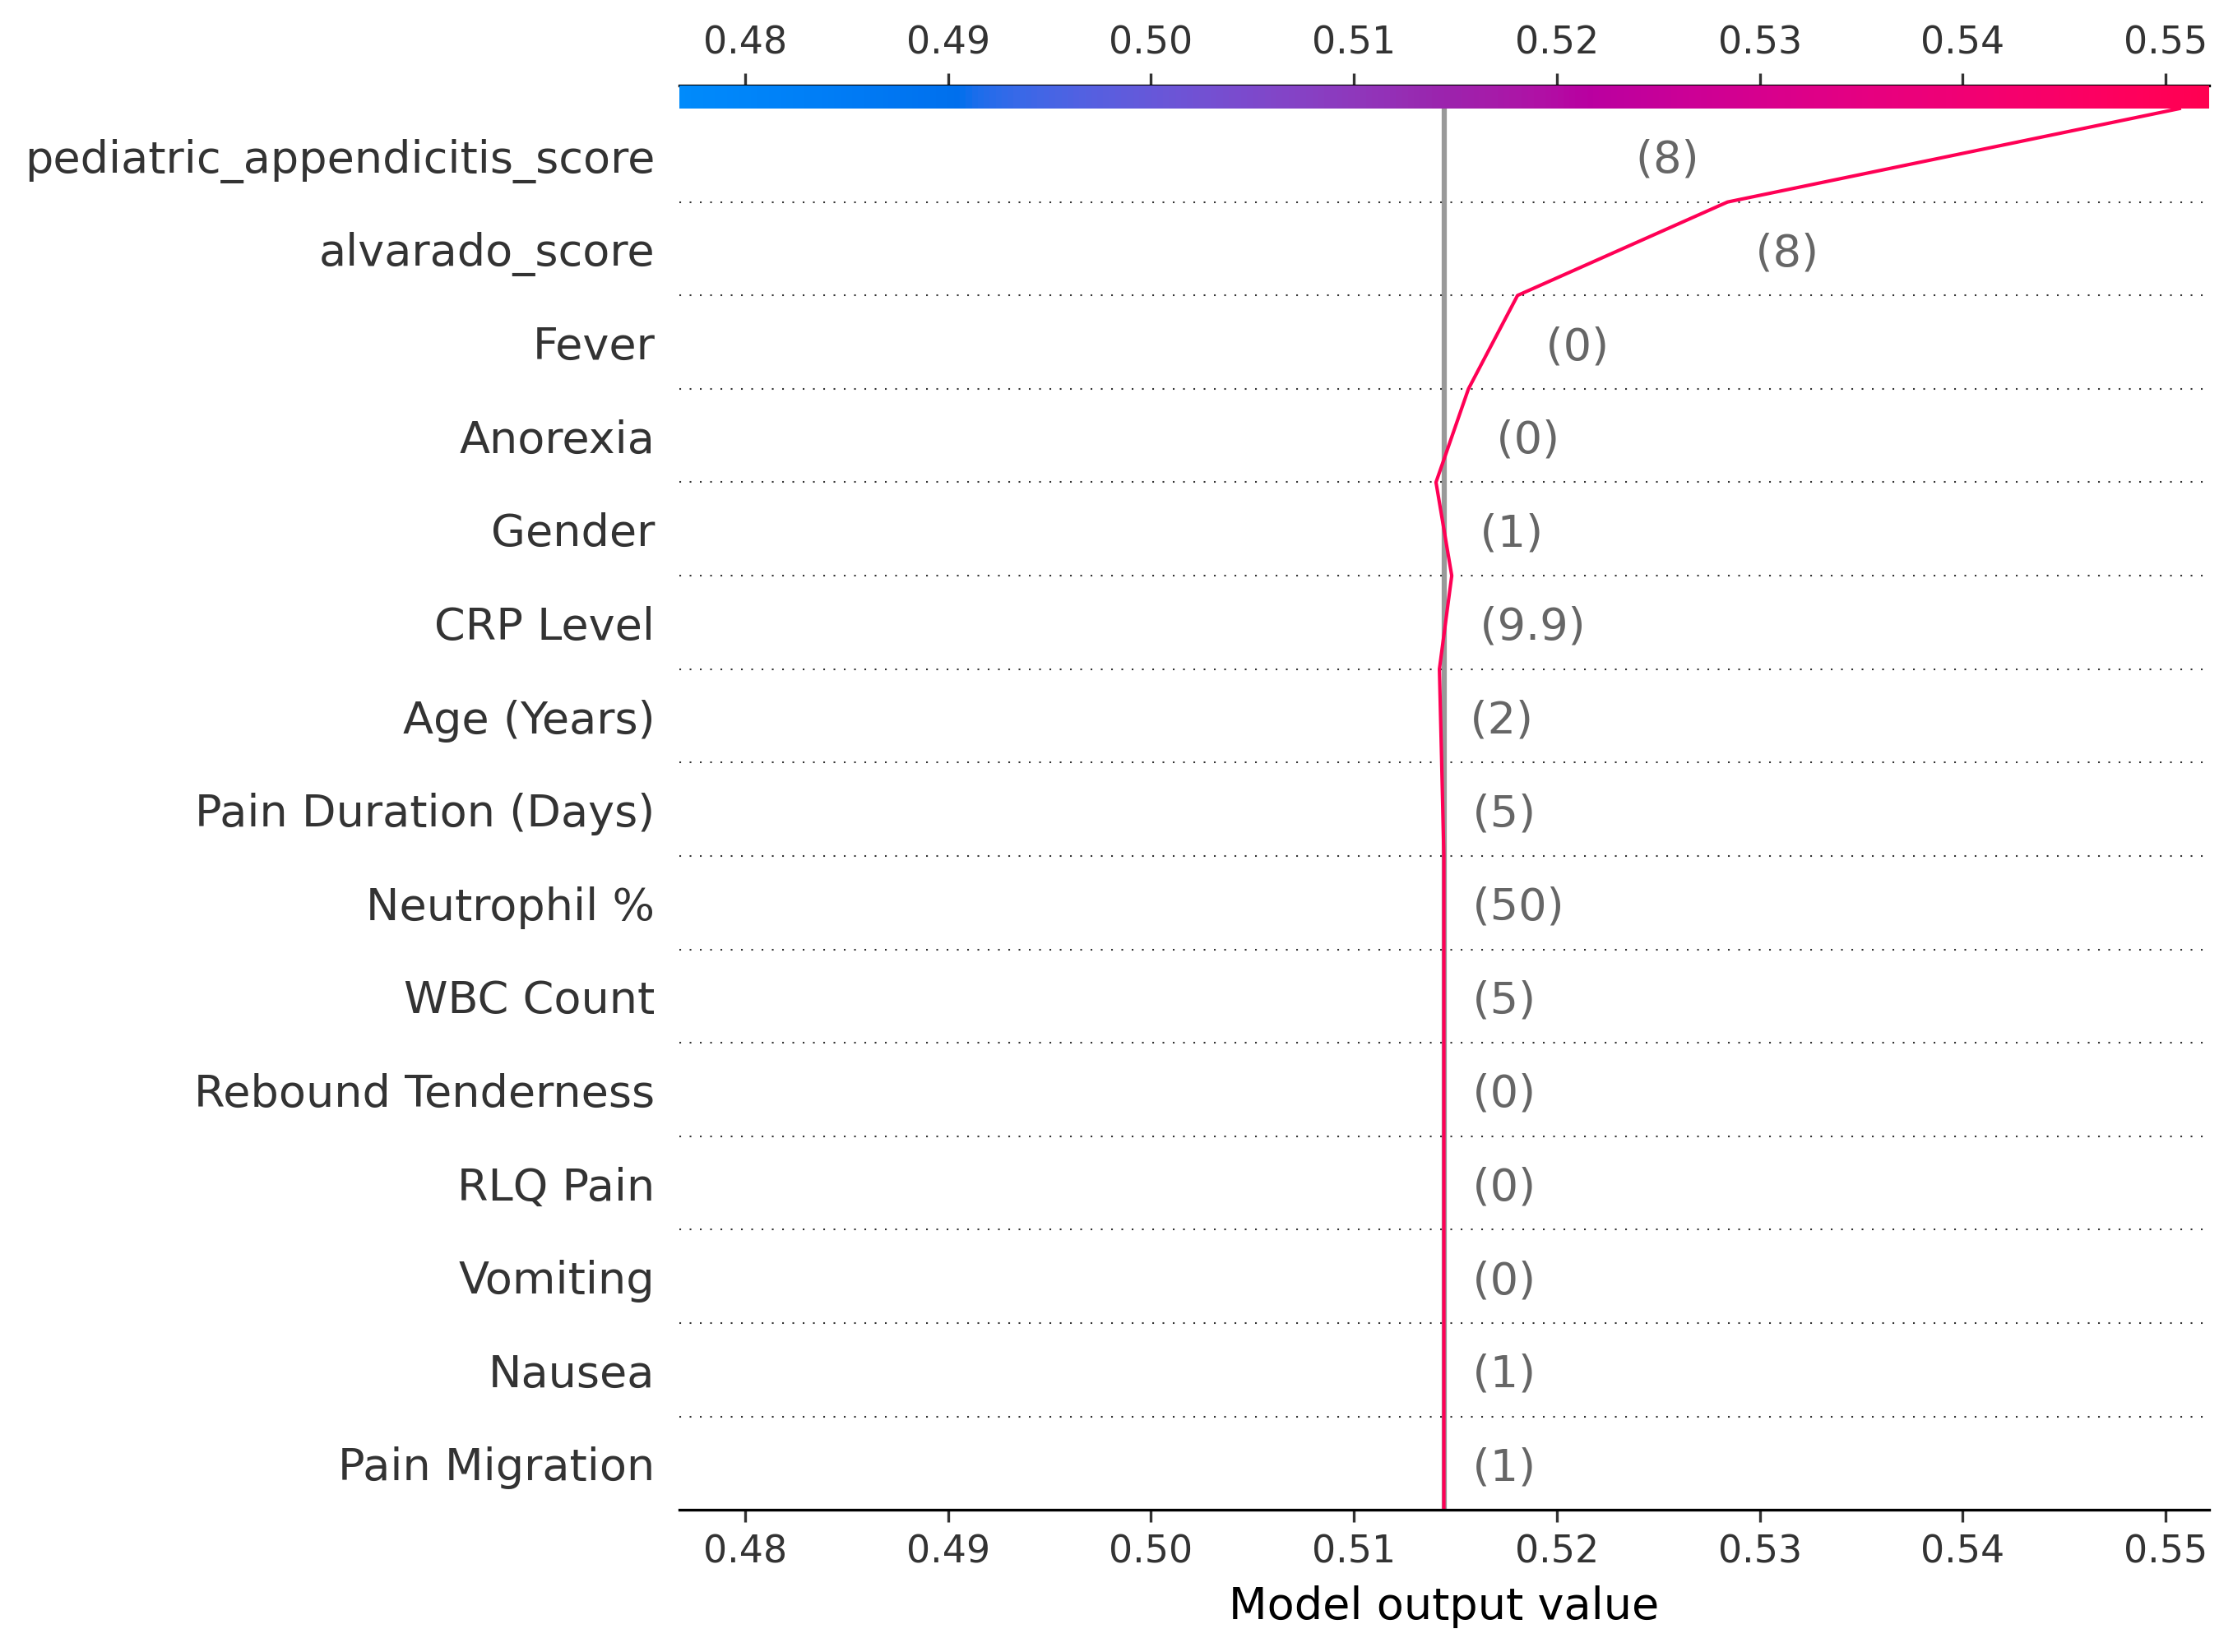 0.48 0.49 0.50 0.51 0.52 0.53 0.54 0.55
pediatric_appendicitis_score (8)
alvarado_score (8)
Fever (0)
Anorexia (0)
Gender (1)
CRP Level (9.9)
Age (Years) (2)
Pain Duration (Days) (5)
Neutrophil % (50)
WBC Count (5)
Rebound Tenderness (0)
RLQ Pain (0)
Vomiting (0)
Nausea (1)
Pain Migration (1)
0.48 0.49 0.50 0.51 0.52 0.53 0.54 0.55
Model output value